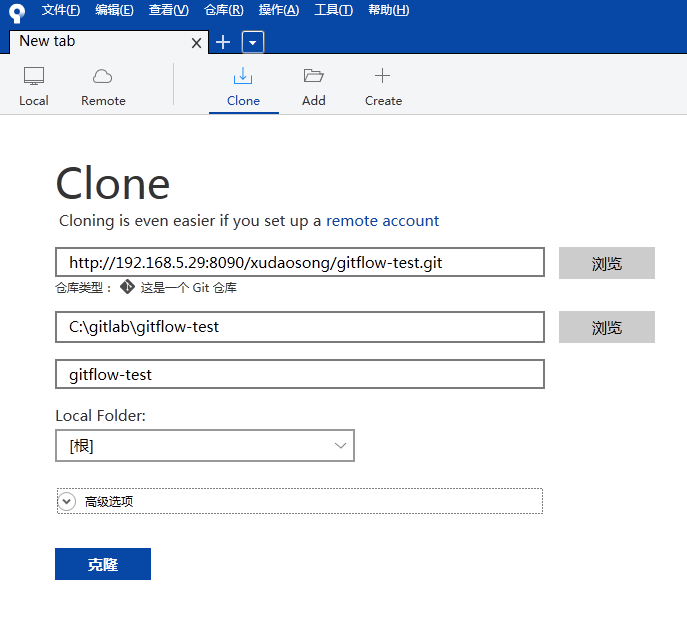 文件(F) 编辑(E) 查看(V) 仓库(R) 操作(A) 工具(T) 帮助(H)
New tab
Local Remote Clone Add Create
Clone
Cloning is even easier if you set up a remote account
http://192.168.5.29:8090/xudaosong/gitflow-test.git 浏览
仓库类型： 这是一个 Git 仓库
C:\gitlab\gitflow-test 浏览
gitflow-test
Local Folder:
[根]
高级选项
克隆